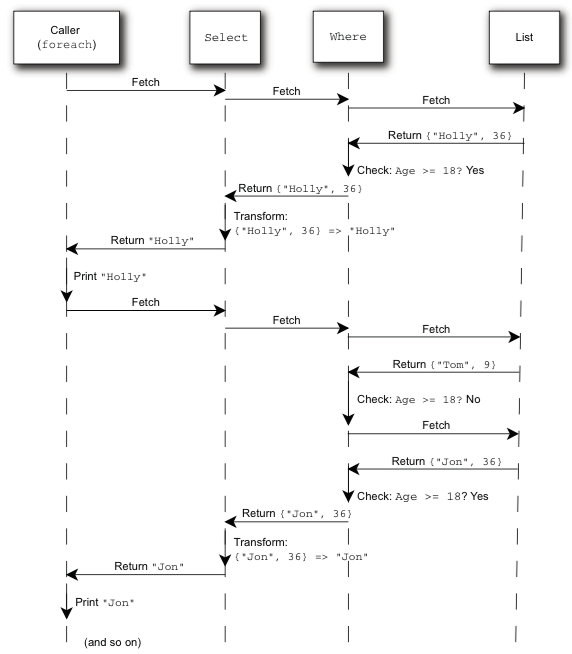 Caller
(foreach)
Select
Where
List
Fetch
Fetch
Fetch
Return {"Holly", 36}
Check: Age >= 18? Yes
Return {"Holly", 36}
Transform:
{"Holly", 36} => "Holly"
Return "Holly"
Print "Holly"
Fetch
Fetch
Fetch
Return {"Tom", 9}
Check: Age >= 18? No
Fetch
Return {"Jon", 36}
Check: Age >= 18? Yes
Return {"Jon", 36}
Transform:
{"Jon", 36} => "Jon"
Return "Jon"
Print "Jon"
(and so on)